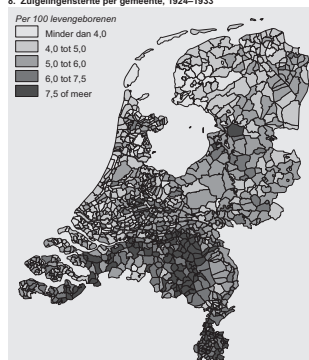 8. Zuigelingensterfte per gemeente, 1924–1933
Per 100 levengeborenen
Minder dan 4,0
4,0 tot 5,0
5,0 tot 6,0
6,0 tot 7,5
7,5 of meer